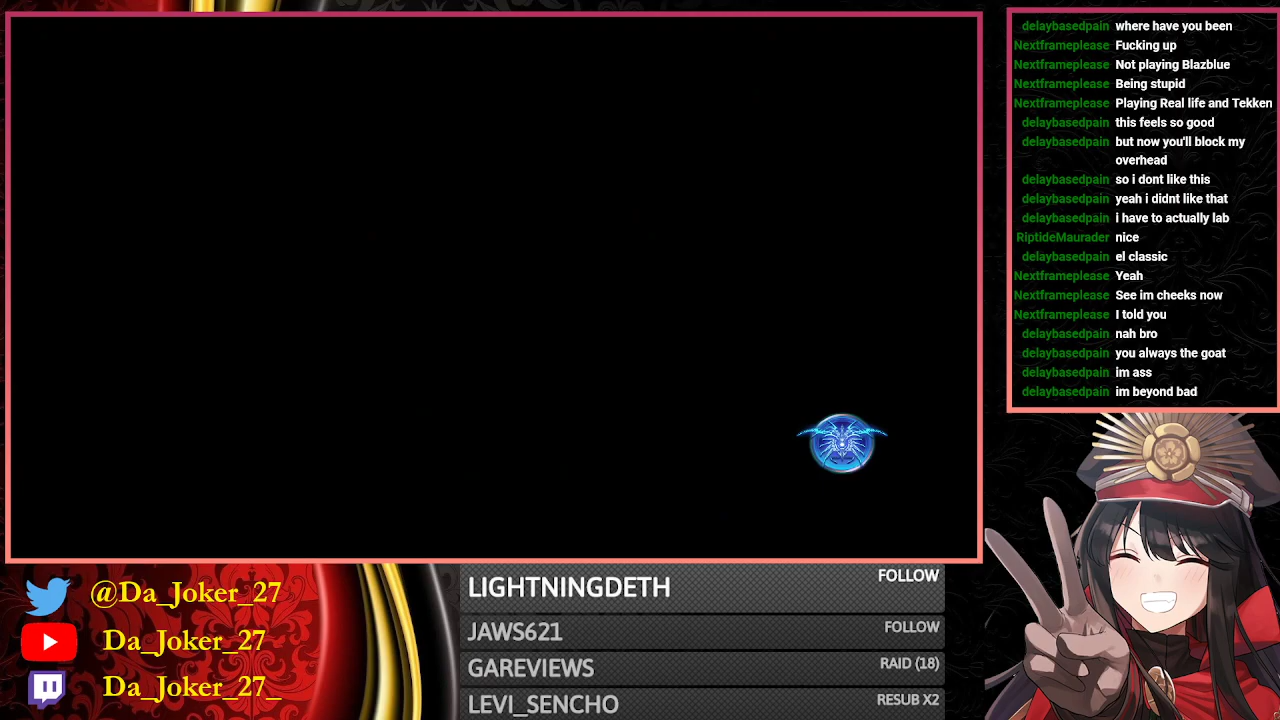 delaybasedpain where have you been
Nextframeplease Fucking up
Nextframeplease Not playing Blazblue
Nextframeplease Being stupid
Nextframeplease Playing Real life and Tekken
delaybasedpain this feels so good
delaybasedpain but now you'll block my
overhead
delaybasedpain so i dont like this
delaybasedpain yeah i didnt like that
delaybasedpain i have to actually lab
RiptideMaurader nice
delaybasedpain el classic
Nextframeplease Yeah
Nextframeplease See im cheeks now
Nextframeplease I told you
delaybasedpain nah bro
delaybasedpain you always the goat
delaybasedpain im ass
delaybasedpain im beyond bad
@Da_Joker_27
Da_Joker_27
Da_Joker_27_
LIGHTNINGDETH FOLLOW
JAWS621 FOLLOW
GAREVIEWS RAID (18)
LEVI_SENCHO RESUB X2